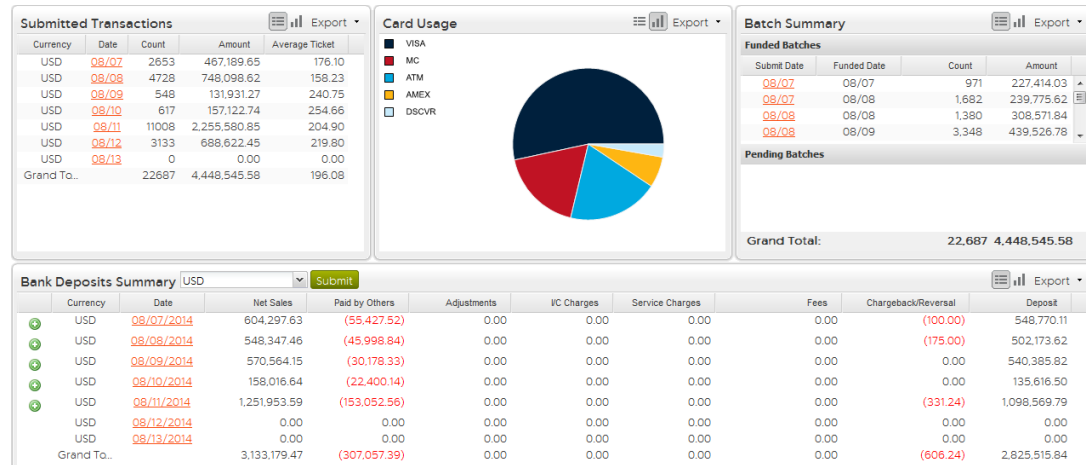 Submitted Transactions Export
Currency Date Count Amount Average Ticket
USD 08/07 2653 467,189.65 176.10
USD 08/08 4728 748,098.62 158.23
USD 08/09 548 131,931.27 240.75
USD 08/10 617 157,122.74 254.66
USD 08/11 11008 2,255,580.85 204.90
USD 08/12 3133 688,622.45 219.80
USD 08/13 0 0.00 0.00
Grand To... 22687 4,448,545.58 196.08
Card Usage Export
VISA
MC
ATM
AMEX
DSCVR
Batch Summary Export
Funded Batches
Submit Date Funded Date Count Amount
08/07 08/07 971 227,414.03
08/07 08/08 1,682 239,775.62
08/08 08/08 1,380 308,571.84
08/08 08/09 3,348 439,526.78
Pending Batches
Grand Total: 22,687 4,448,545.58
Bank Deposits Summary USD Submit Export
Currency Date Net Sales Paid by Others Adjustments I/C Charges Service Charges Fees Chargeback/Reversal Deposit
USD 08/07/2014 604,297.63 (55,427.52) 0.00 0.00 0.00 0.00 (100.00) 548,770.11
USD 08/08/2014 548,347.46 (45,998.84) 0.00 0.00 0.00 0.00 (175.00) 502,173.62
USD 08/09/2014 570,564.15 (30,178.33) 0.00 0.00 0.00 0.00 0.00 540,385.82
USD 08/10/2014 158,016.64 (22,400.14) 0.00 0.00 0.00 0.00 0.00 135,616.50
USD 08/11/2014 1,251,953.59 (153,052.56) 0.00 0.00 0.00 0.00 (331.24) 1,098,569.79
USD 08/12/2014 0.00 0.00 0.00 0.00 0.00 0.00 0.00 0.00
USD 08/13/2014 0.00 0.00 0.00 0.00 0.00 0.00 0.00 0.00
Grand To... 3,133,179.47 (307,057.39) 0.00 0.00 0.00 0.00 (606.24) 2,825,515.84